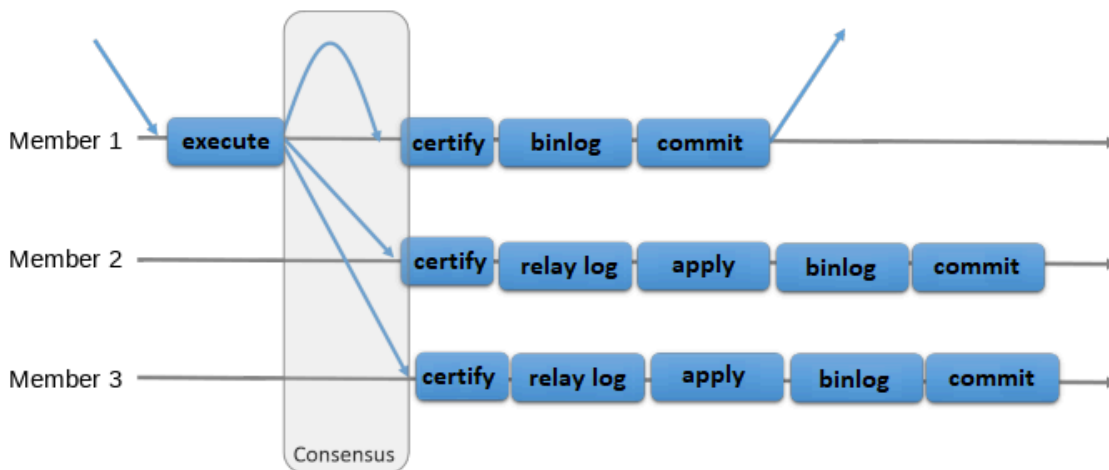 Member 1
execute
certify
binlog
commit
Member 2
certify
relay log
apply
binlog
commit
Member 3
certify
relay log
apply
binlog
commit
Consensus